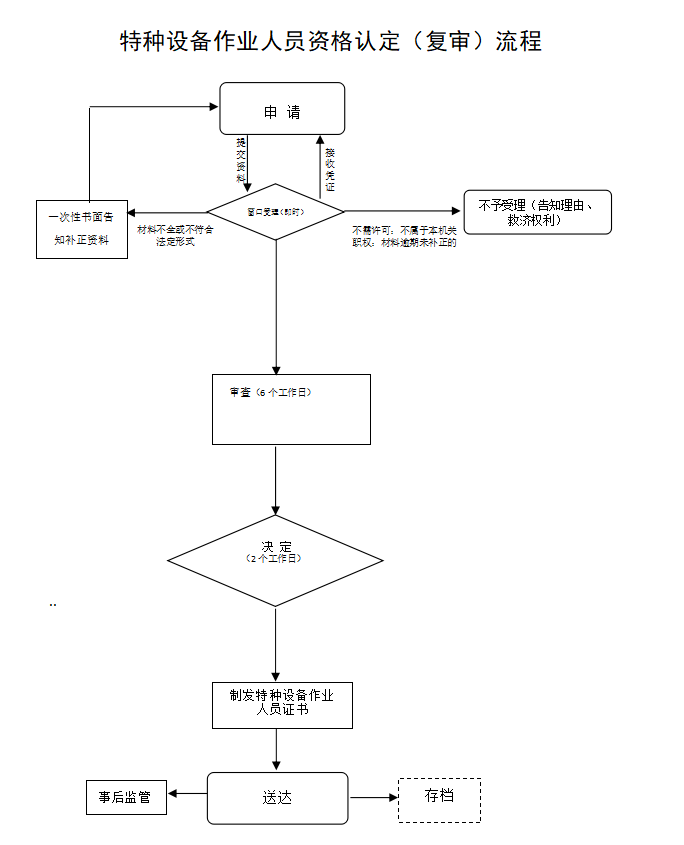 特种设备作业人员资格认定（复审）流程
申 请
提交资料
接收凭证
窗口受理（即时）
不予受理（告知理由、
救济权利）
一次性书面告
知补正资料
材料不全或不符合
法定形式
不需许可；不属于本机关
职权；材料逾期未补正的
审查（6 个工作日）
决 定
（2 个工作日）
制发特种设备作业
人员证书
送达
事后监管
存档